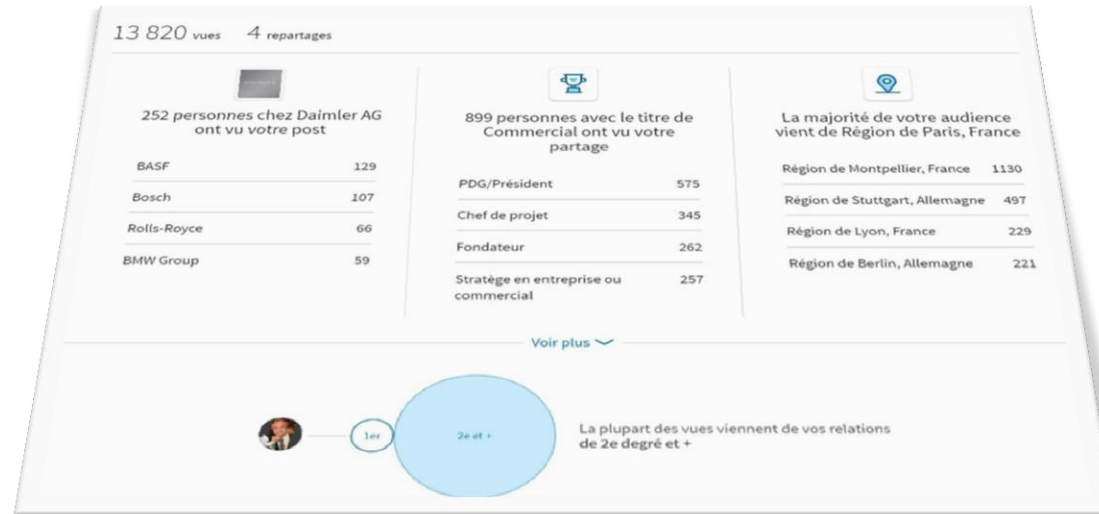 13 820 vues 4 repartages
252 personnes chez Daimler AG
ont vu votre post
BASF 129
Bosch 107
Rolls-Royce 66
BMW Group 59
899 personnes avec le titre de
Commercial ont vu votre
partage
PDG/Président 575
Chef de projet 345
Fondateur 262
Stratège en entreprise ou 257
commercial
La majorité de votre audience
vient de Région de Paris, France
Région de Montpellier, France 1130
Région de Stuttgart, Allemagne 497
Région de Lyon, France 229
Région de Berlin, Allemagne 221
Voir plus
1er
2e et +
La plupart des vues viennent de vos relations
de 2e degré et +